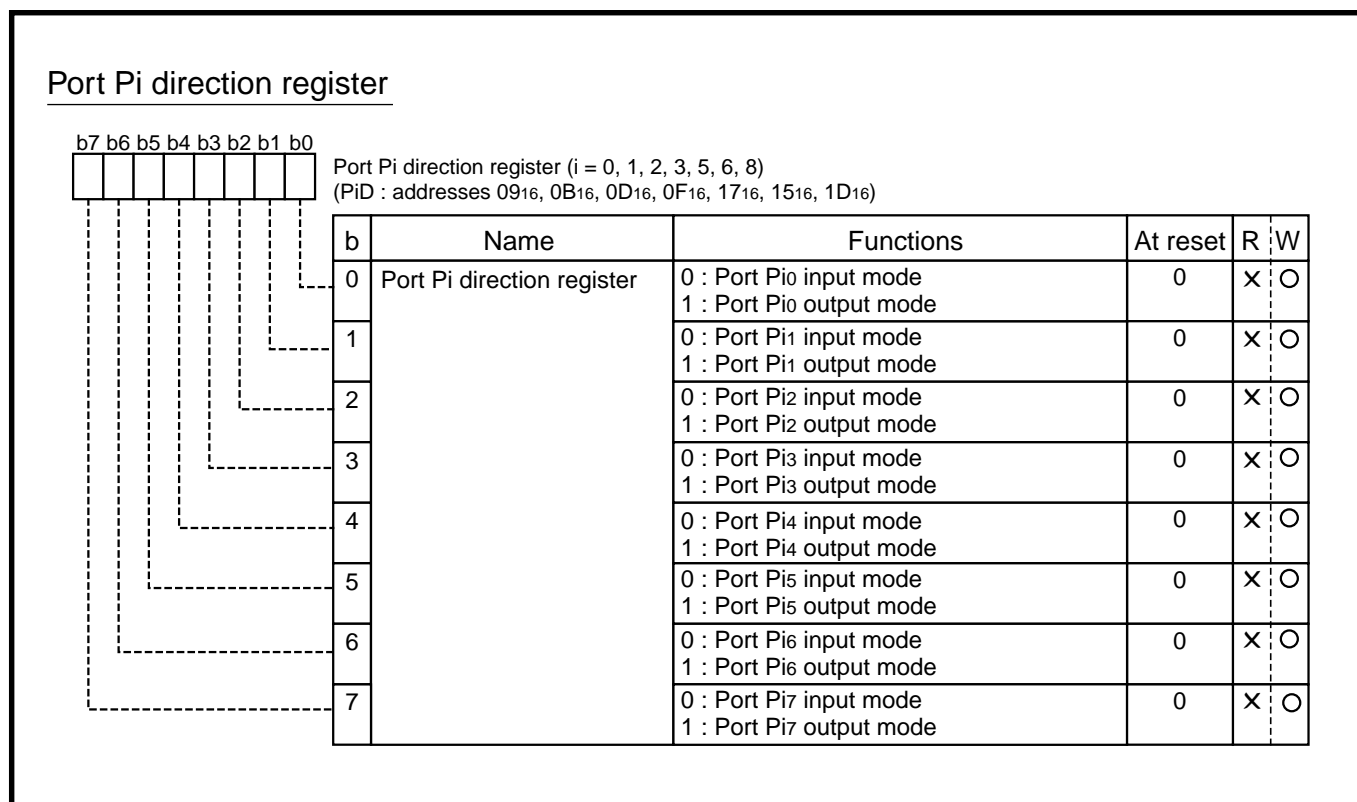 Port Pi direction register
b7 b6 b5 b4 b3 b2 b1 b0
Port Pi direction register (i = 0, 1, 2, 3, 5, 6, 8)
(PiD : addresses 0916, 0B16, 0D16, 0F16, 1716, 1516, 1D16)
b Name Functions At reset R W
0 Port Pi direction register 0 : Port Pi0 input mode 0 × ○
1 : Port Pi0 output mode
1 0 : Port Pi1 input mode 0 × ○
1 : Port Pi1 output mode
2 0 : Port Pi2 input mode 0 × ○
1 : Port Pi2 output mode
3 0 : Port Pi3 input mode 0 × ○
1 : Port Pi3 output mode
4 0 : Port Pi4 input mode 0 × ○
1 : Port Pi4 output mode
5 0 : Port Pi5 input mode 0 × ○
1 : Port Pi5 output mode
6 0 : Port Pi6 input mode 0 × ○
1 : Port Pi6 output mode
7 0 : Port Pi7 input mode 0 × ○
1 : Port Pi7 output mode